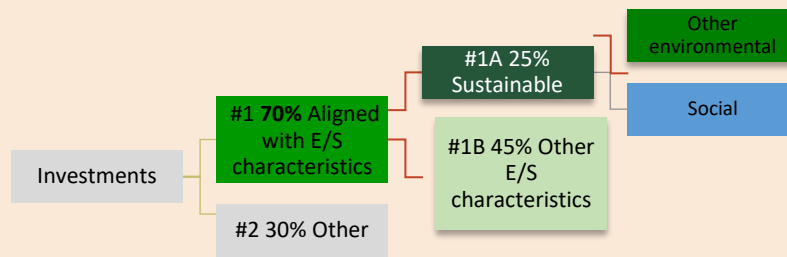 Other
environmental
#1A 25%
Sustainable
Social
#1 70% Aligned
with E/S
characteristics
#1B 45% Other
E/S
characteristics
Investments
#2 30% Other